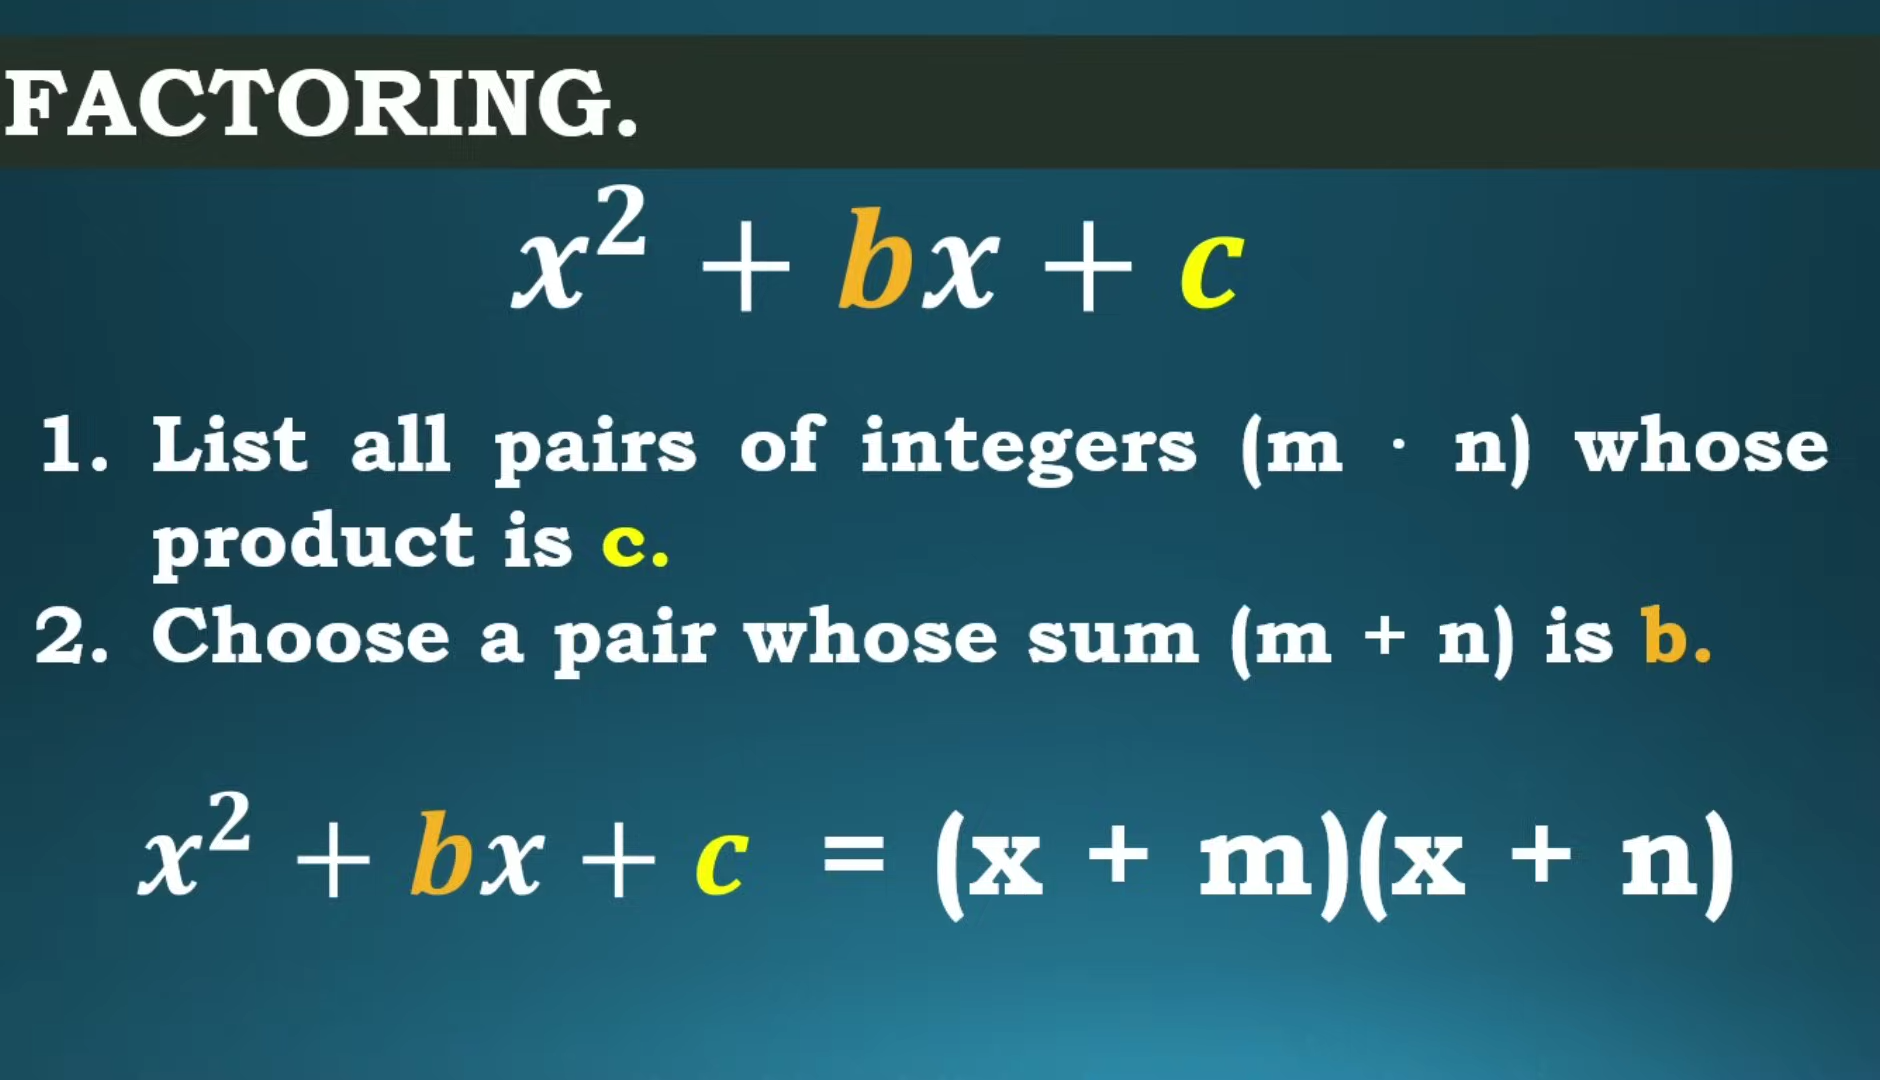 FACTORING.
x² + bx + c
1. List all pairs of integers (m · n) whose
product is c.
2. Choose a pair whose sum (m + n) is b.
x² + bx + c = (x + m)(x + n)